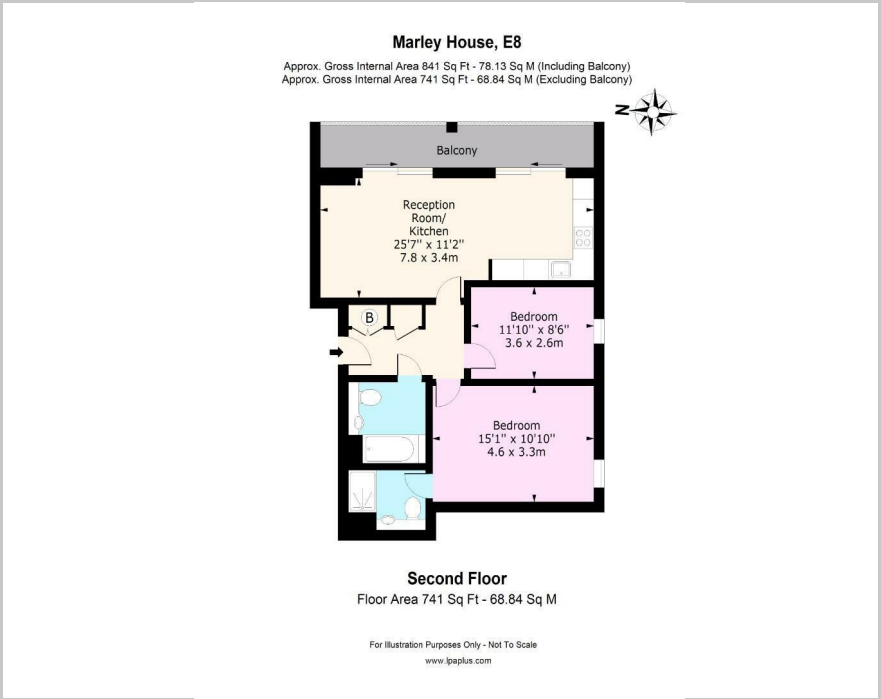 Marley House, E8
Approx. Gross Internal Area 841 Sq Ft - 78.13 Sq M (Including Balcony)
Approx. Gross Internal Area 741 Sq Ft - 68.84 Sq M (Excluding Balcony)
N
Balcony
Reception
Room/
Kitchen
25'7" x 11'2"
7.8 x 3.4m
B
Bedroom
11'10" x 8'6"
3.6 x 2.6m
Bedroom
15'1" x 10'10"
4.6 x 3.3m
Second Floor
Floor Area 741 Sq Ft - 68.84 Sq M
For Illustration Purposes Only - Not To Scale
www.lpaplus.com